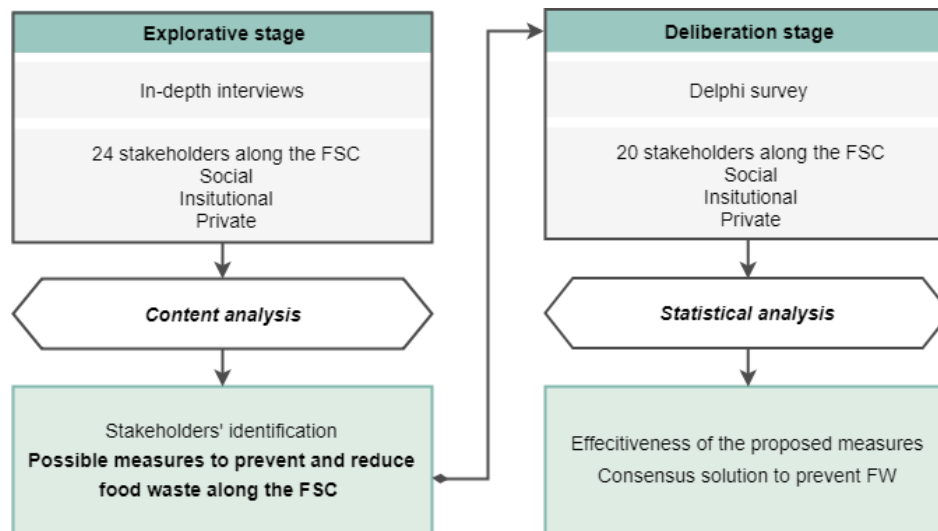 Explorative stage
In-depth interviews
24 stakeholders along the FSC
Social
Insitutional
Private
Content analysis
Stakeholders' identification
Possible measures to prevent and reduce
food waste along the FSC
Deliberation stage
Delphi survey
20 stakeholders along the FSC
Social
Insitutional
Private
Statistical analysis
Effecitiveness of the proposed measures
Consensus solution to prevent FW